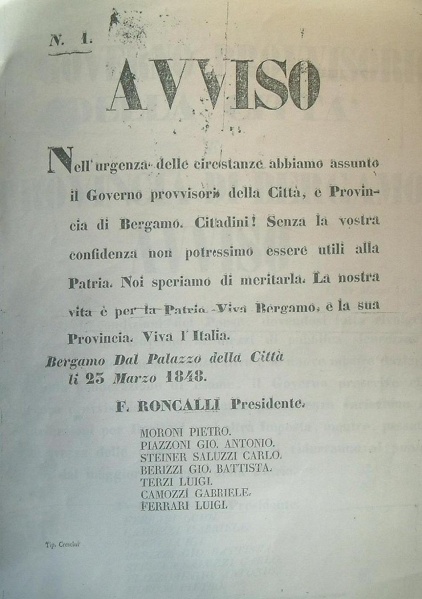 N. 1.
AVVISO
Nell'urgenza delle circostanze abbiamo assunto
il Governo provvisorio della Città, e Provin-
cia di Bergamo. Citadini! Senza la vostra
confidenza non potressimo essere utili alla
Patria. Noi speriamo di meritarla. La nostra
vita è per la Patria. Viva Bergamo, e la sua
Provincia. Viva l'Italia.
Bergamo Dal Palazzo della Città
li 23 Marzo 1848.
F. RONCALLI Presidente.
MORONI PIETRO.
PIAZZONI GIO. ANTONIO.
STEINER SALUZZI CARLO.
BERIZZI GIO. BATTISTA.
TERZI LUIGI.
CAMOZZI GABRIELE.
FERRARI LUIGI.
Tip. Crescini